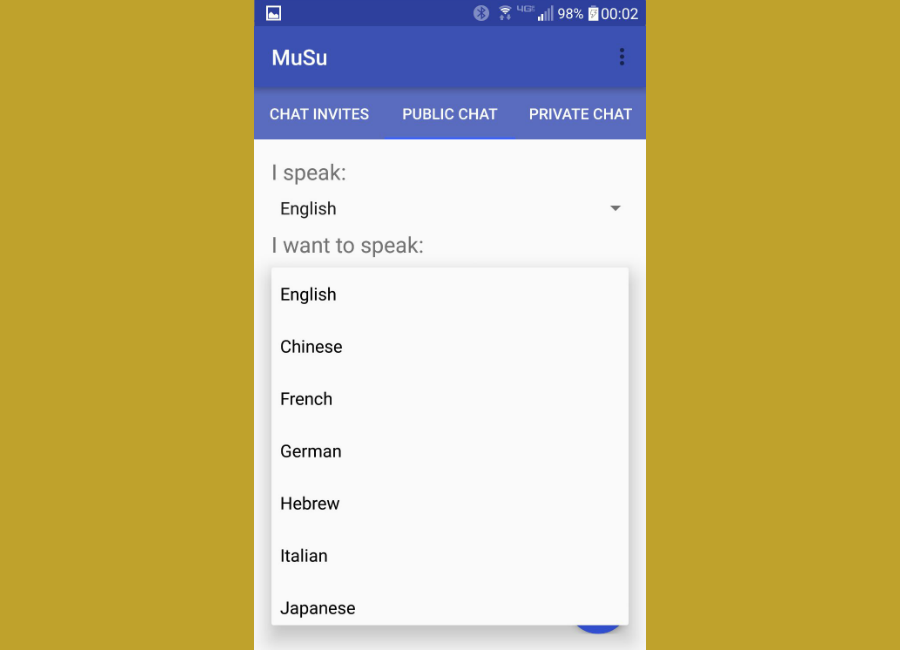 98% 00:02
MuSu
CHAT INVITES PUBLIC CHAT PRIVATE CHAT
I speak:
English
I want to speak:
English
Chinese
French
German
Hebrew
Italian
Japanese